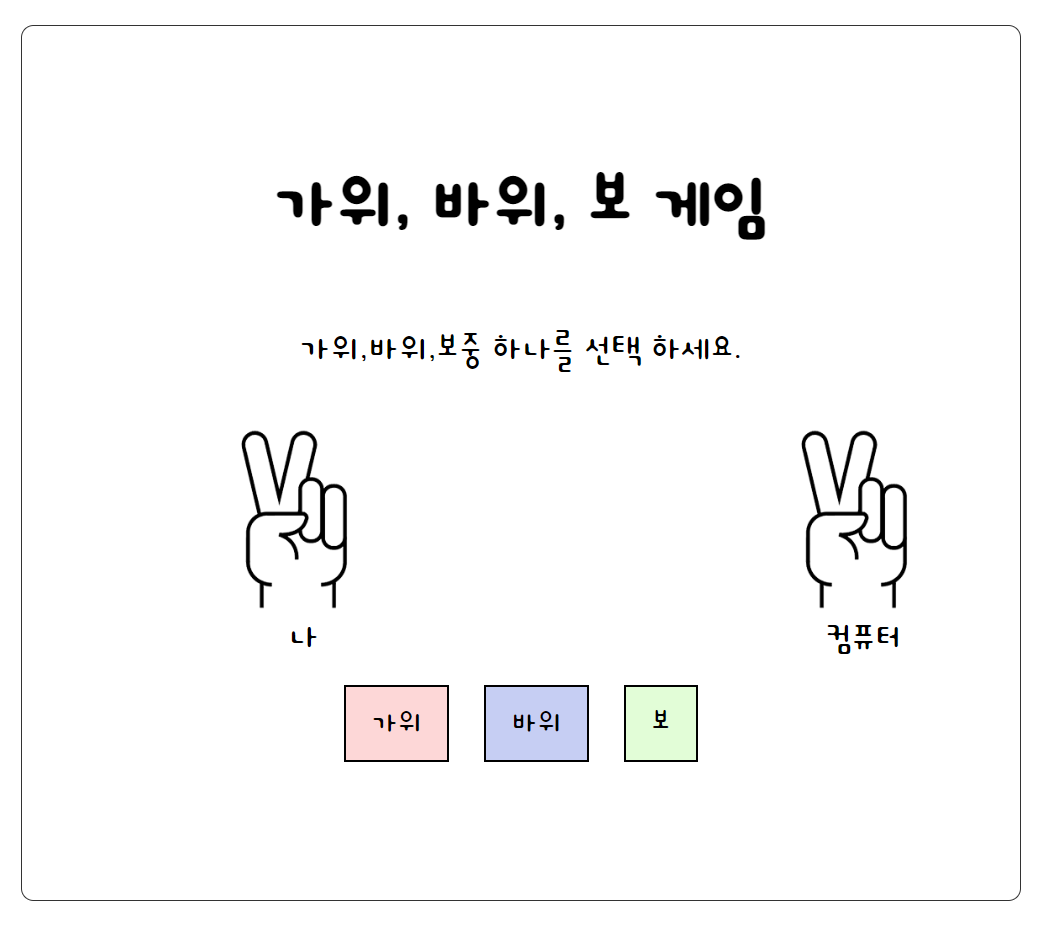 가위, 바위, 보 게임
가위,바위,보중 하나를 선택 하세요.
나
컴퓨터
가위
바위
보